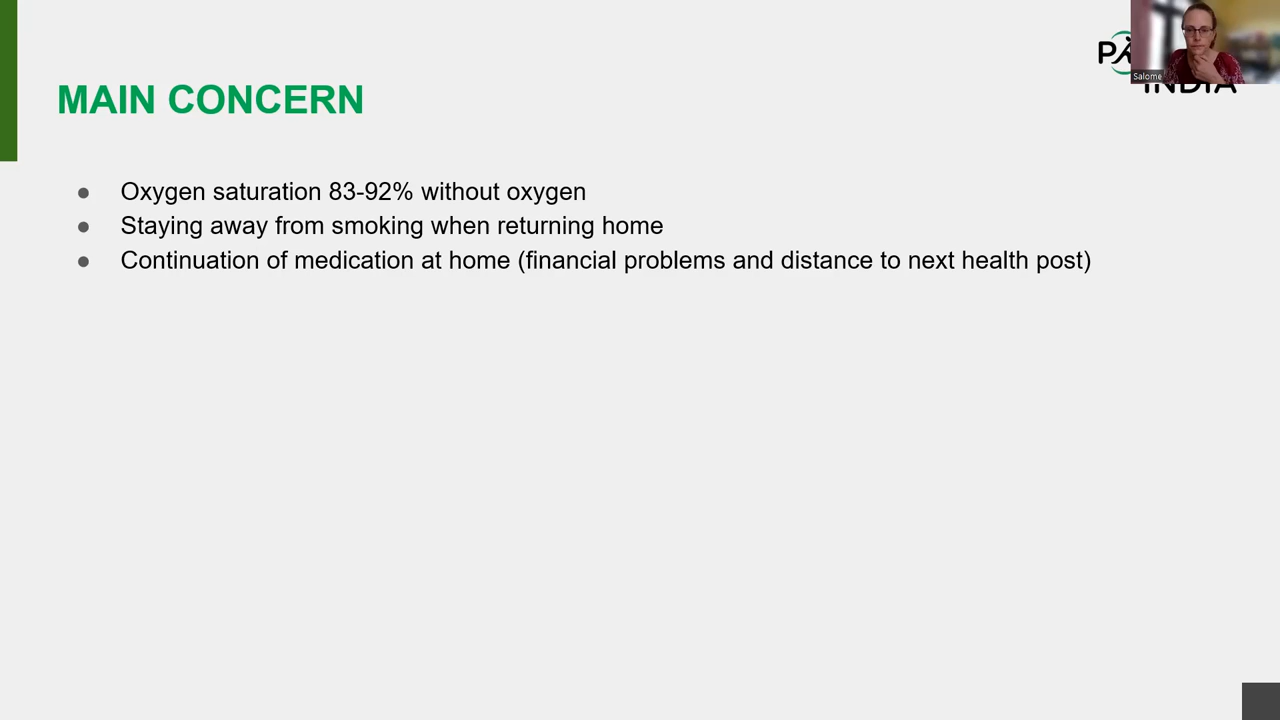 MAIN CONCERN
● Oxygen saturation 83-92% without oxygen
● Staying away from smoking when returning home
● Continuation of medication at home (financial problems and distance to next health post)
INDIA
Salome